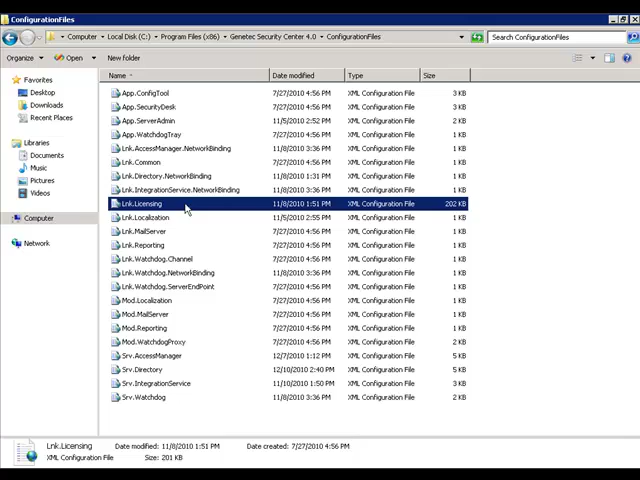 ConfigurationFiles
Computer Local Disk (C:) Program Files (x86) Genetec Security Center 4.0 ConfigurationFiles Search ConfigurationFiles
Organize Open New folder
Name Date modified Type Size
Favorites
Desktop
Downloads
Recent Places
Libraries
Documents
Music
Pictures
Videos
Computer
Network
App.ConfigTool 7/27/2010 4:56 PM XML Configuration File 3 KB
App.SecurityDesk 7/27/2010 4:56 PM XML Configuration File 3 KB
App.ServerAdmin 11/5/2010 2:52 PM XML Configuration File 2 KB
App.WatchdogTray 7/27/2010 4:56 PM XML Configuration File 1 KB
Lnk.AccessManager.NetworkBinding 11/8/2010 3:36 PM XML Configuration File 1 KB
Lnk.Common 7/27/2010 4:56 PM XML Configuration File 1 KB
Lnk.Directory.NetworkBinding 11/8/2010 1:31 PM XML Configuration File 1 KB
Lnk.IntegrationService.NetworkBinding 11/8/2010 3:36 PM XML Configuration File 1 KB
Lnk.Licensing 11/8/2010 1:51 PM XML Configuration File 202 KB
Lnk.Localization 11/5/2010 2:55 PM XML Configuration File 1 KB
Lnk.MailServer 7/27/2010 4:56 PM XML Configuration File 1 KB
Lnk.Reporting 7/27/2010 4:56 PM XML Configuration File 1 KB
Lnk.Watchdog.Channel 7/27/2010 4:56 PM XML Configuration File 1 KB
Lnk.Watchdog.NetworkBinding 11/8/2010 3:36 PM XML Configuration File 1 KB
Lnk.Watchdog.ServerEndPoint 7/27/2010 4:56 PM XML Configuration File 1 KB
Mod.Localization 7/27/2010 4:56 PM XML Configuration File 1 KB
Mod.MailServer 7/27/2010 4:56 PM XML Configuration File 1 KB
Mod.Reporting 7/27/2010 4:56 PM XML Configuration File 1 KB
Mod.WatchdogProxy 7/27/2010 4:56 PM XML Configuration File 2 KB
Srv.AccessManager 12/7/2010 1:12 PM XML Configuration File 5 KB
Srv.Directory 12/10/2010 2:40 PM XML Configuration File 6 KB
Srv.IntegrationService 11/10/2010 1:50 PM XML Configuration File 3 KB
Srv.Watchdog 11/8/2010 3:36 PM XML Configuration File 2 KB
Lnk.Licensing Date modified: 11/8/2010 1:51 PM Date created: 7/27/2010 4:56 PM
XML Configuration File Size: 201 KB